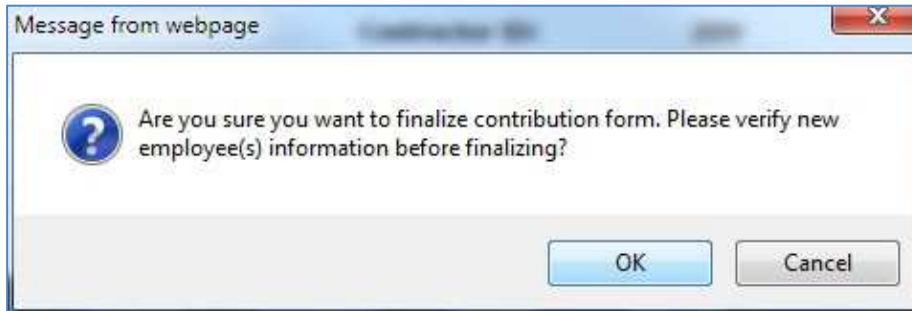 Message from webpage
Are you sure you want to finalize contribution form. Please verify new
employee(s) information before finalizing?
OK
Cancel